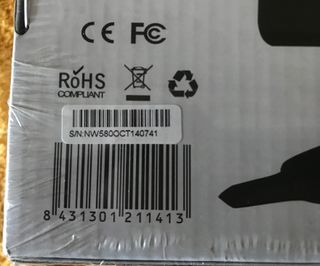 CE FC
RoHS
COMPLIANT
S/N:NW580OCT140741
8 431301 211413